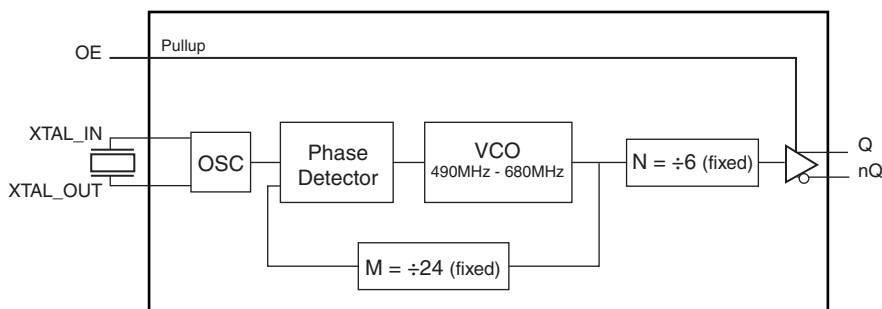 OE
Pullup
XTAL_IN
XTAL_OUT
OSC
Phase
Detector
VCO
490MHz - 680MHz
N = ÷6 (fixed)
Q
nQ
M = ÷24 (fixed)